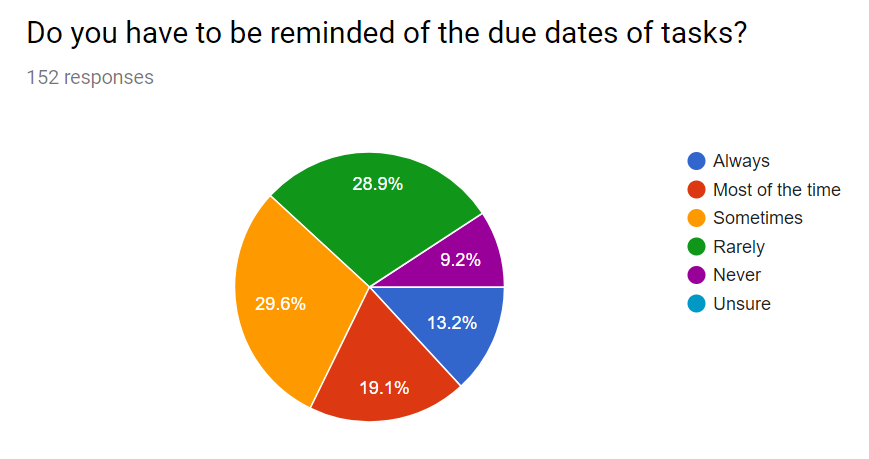 Do you have to be reminded of the due dates of tasks?
152 responses
28.9%
9.2%
29.6%
13.2%
19.1%
Always
Most of the time
Sometimes
Rarely
Never
Unsure